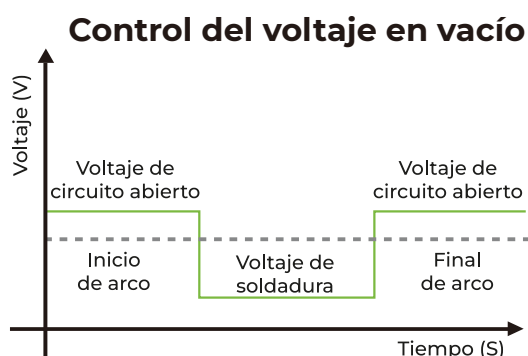 Control del voltaje en vacío
Voltaje (V)
Voltaje de
circuito abierto
Voltaje de
circuito abierto
Inicio
de arco
Voltaje de
soldadura
Final
de arco
Tiempo (S)